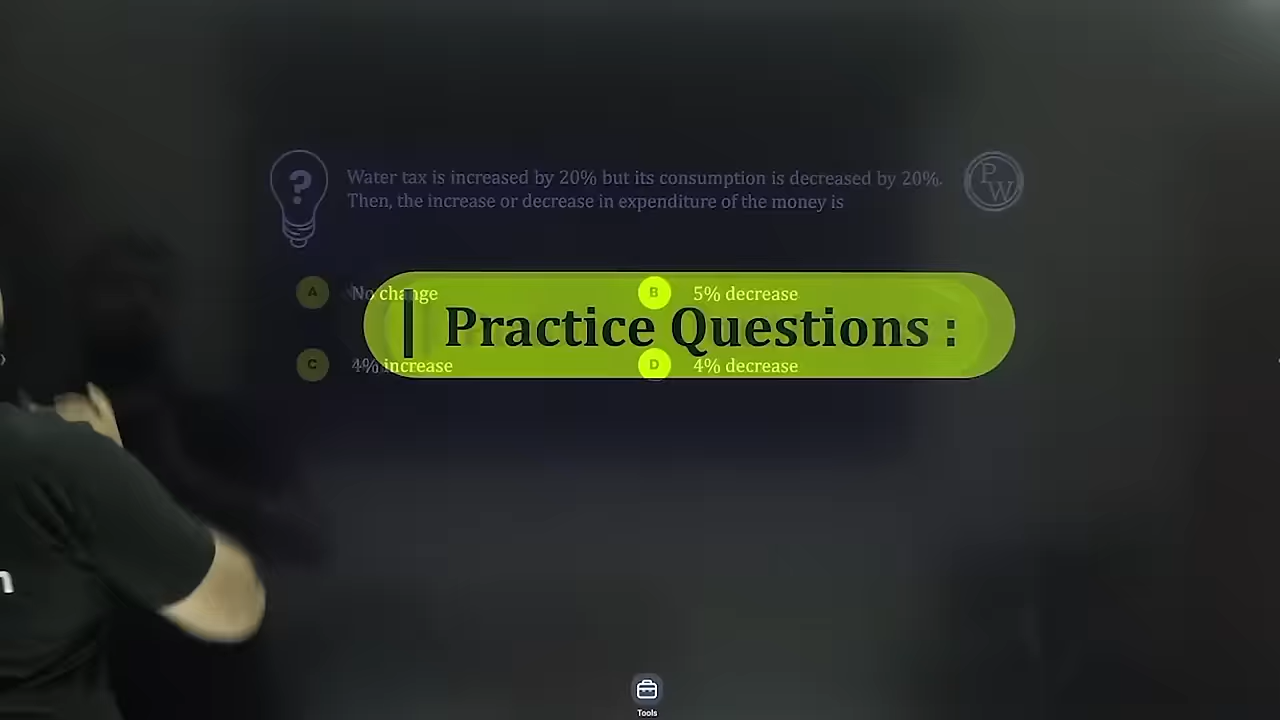 Water tax is increased by 20% but its consumption is decreased by 20%.
Then, the increase or decrease in expenditure of the money is
P
W
A No change
B 5% decrease
| Practice Questions :
C 4% increase
D 4% decrease
n
Tools